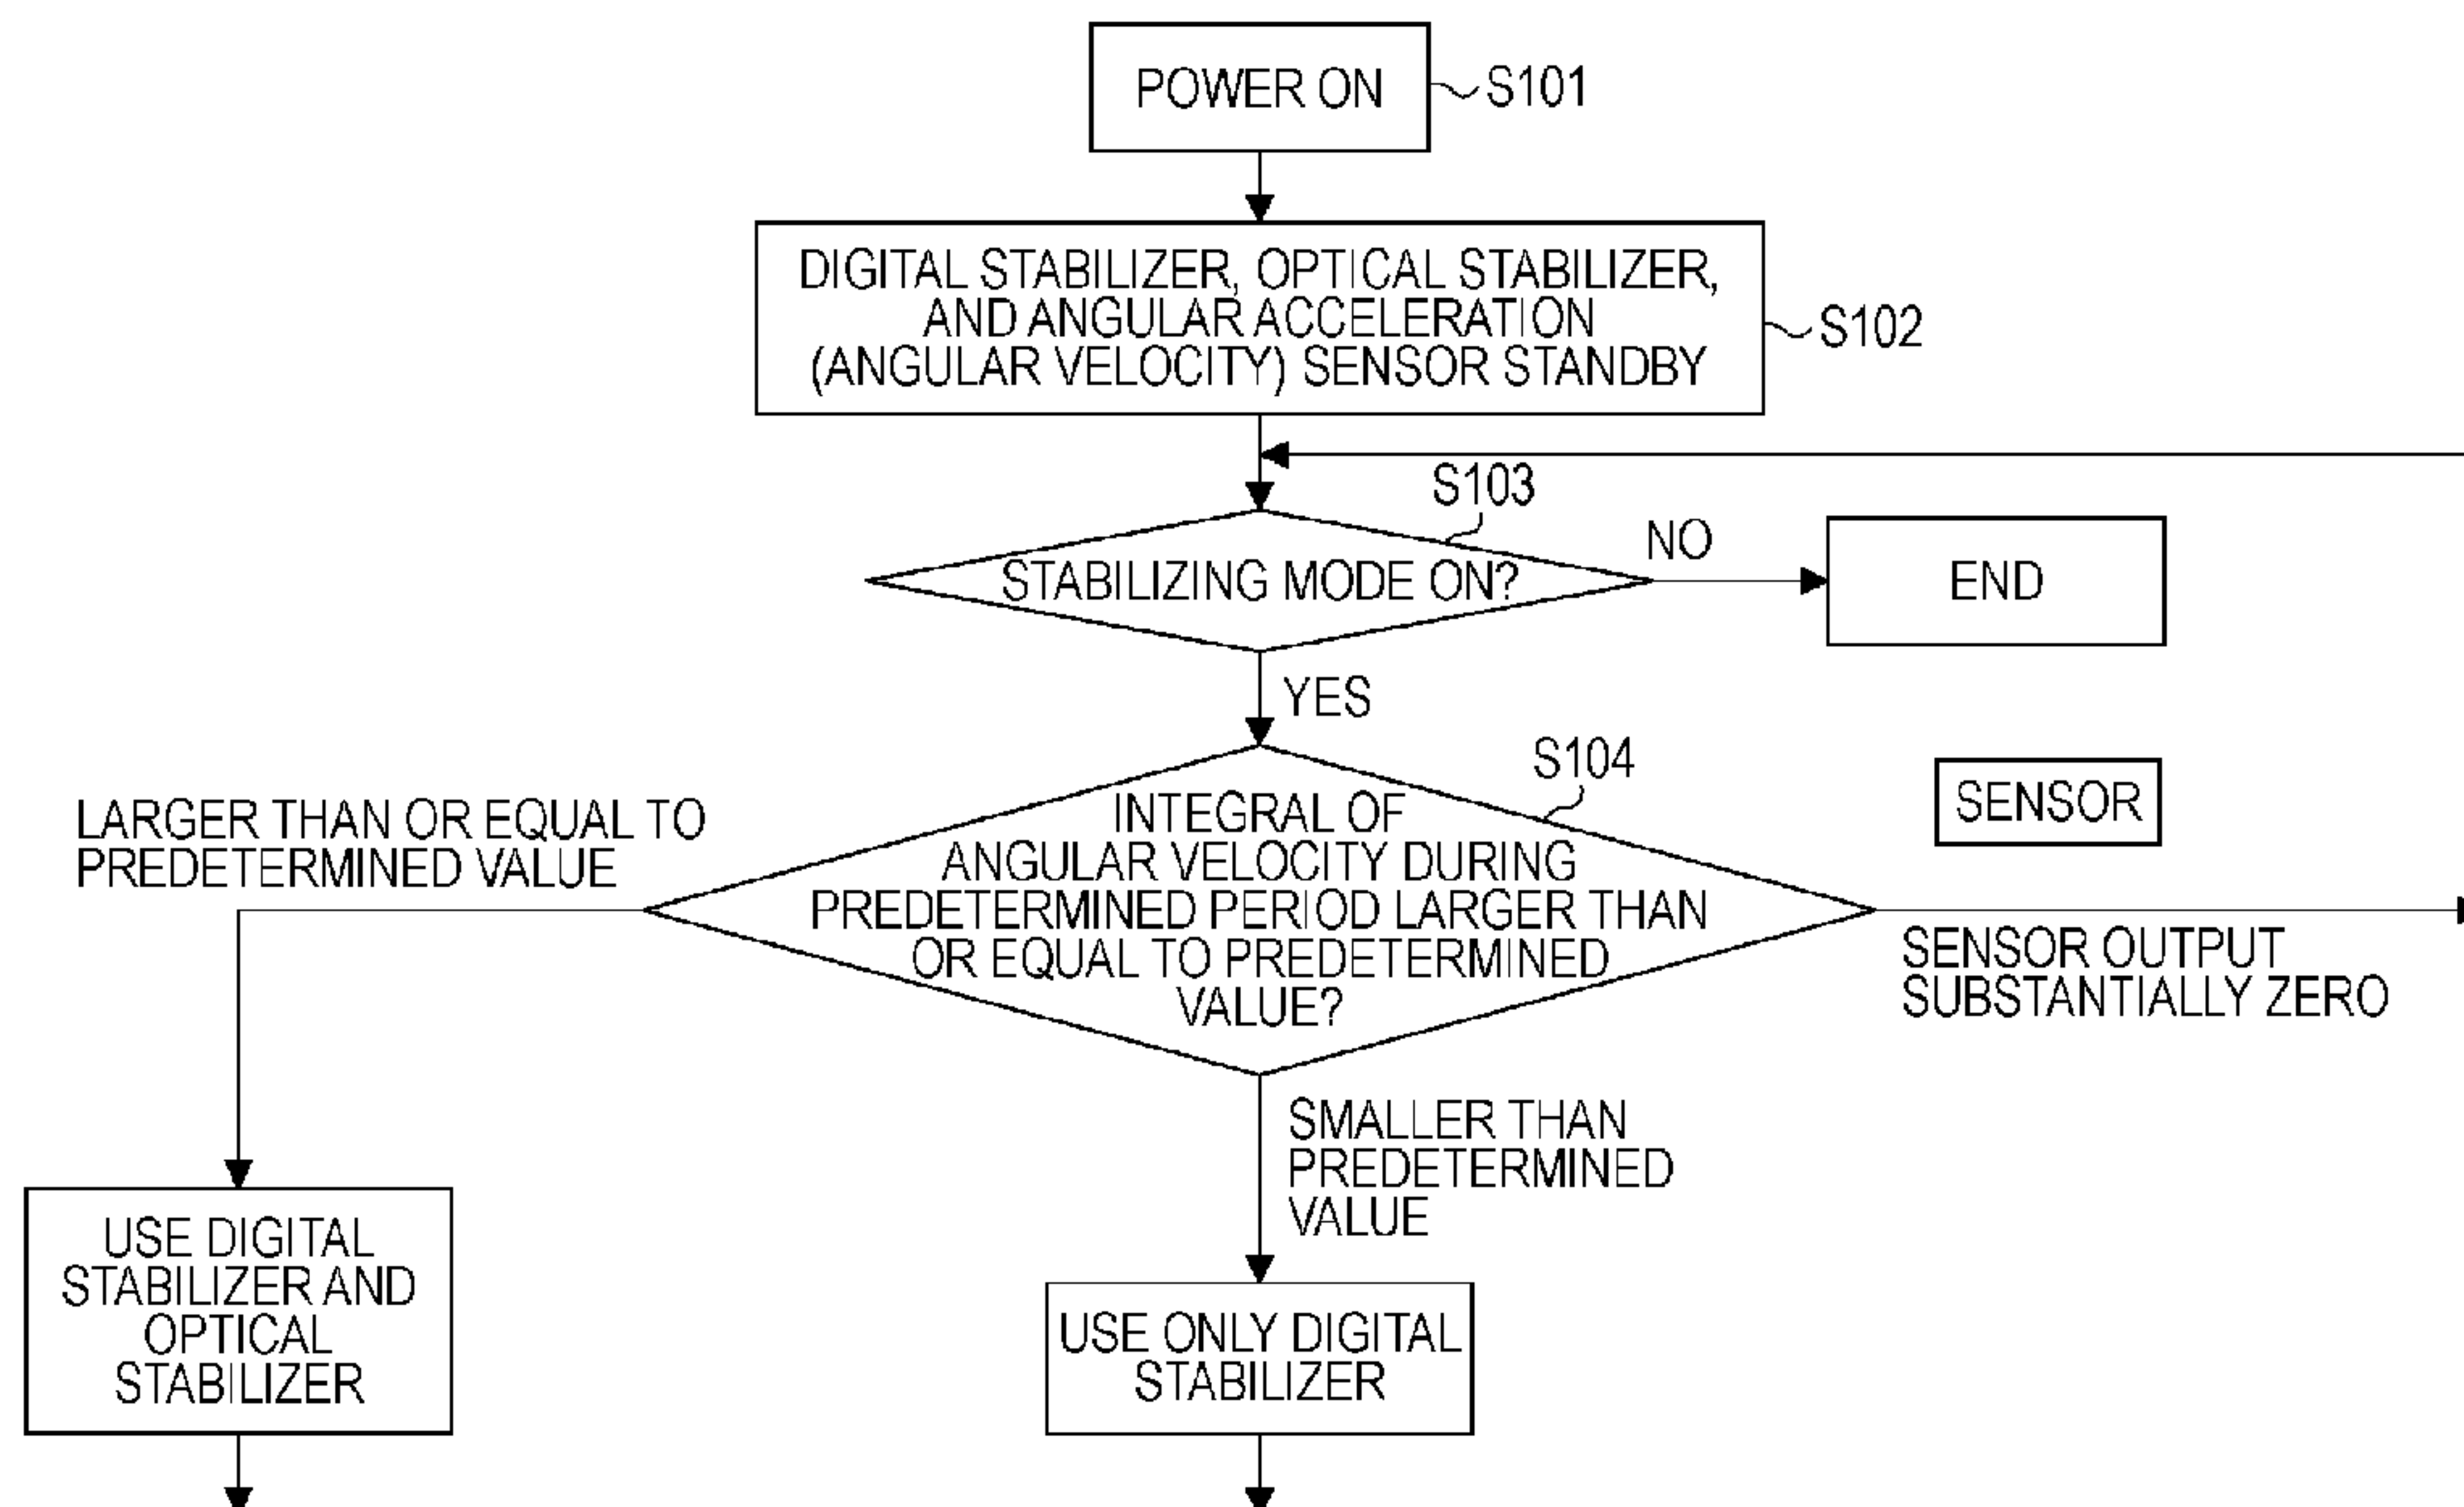 POWER ON
S101
DIGITAL STABILIZER, OPTICAL STABILIZER,
AND ANGULAR ACCELERATION
(ANGULAR VELOCITY) SENSOR STANDBY
S102
S103
STABILIZING MODE ON?
NO
END
YES
S104
SENSOR
LARGER THAN OR EQUAL TO
PREDETERMINED VALUE
INTEGRAL OF
ANGULAR VELOCITY DURING
PREDETERMINED PERIOD LARGER THAN
OR EQUAL TO PREDETERMINED
VALUE?
SENSOR OUTPUT
SUBSTANTIALLY ZERO
SMALLER THAN
PREDETERMINED
VALUE
USE DIGITAL
STABILIZER AND
OPTICAL
STABILIZER
USE ONLY DIGITAL
STABILIZER